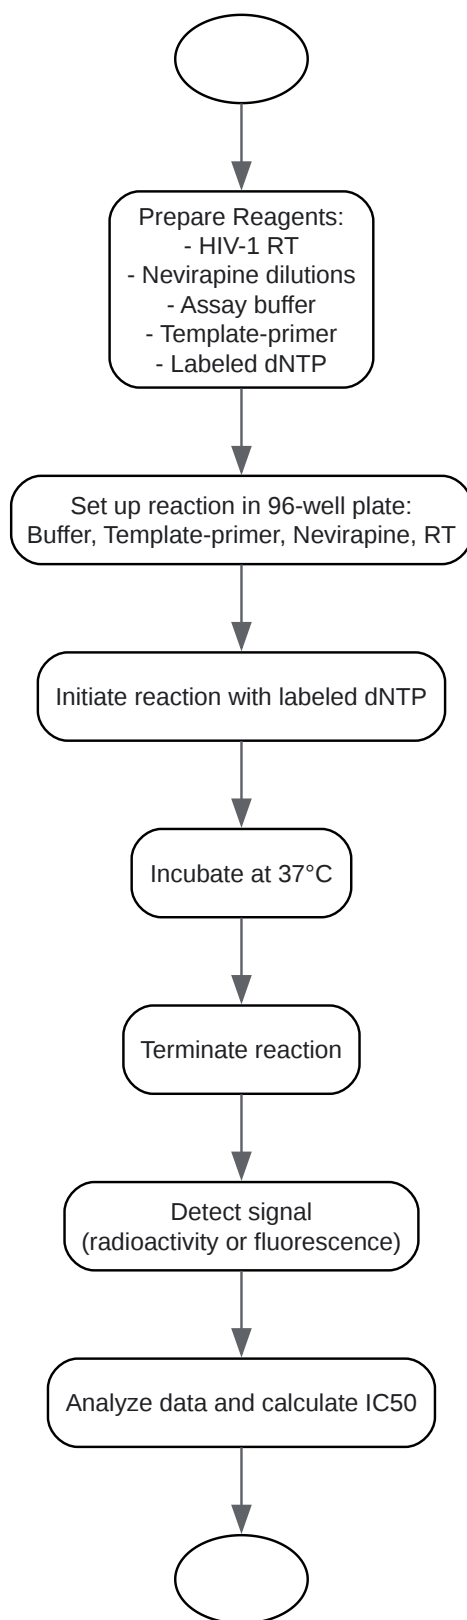 Prepare Reagents:
- HIV-1 RT
- Nevirapine dilutions
- Assay buffer
- Template-primer
- Labeled dNTP
Set up reaction in 96-well plate:
Buffer, Template-primer, Nevirapine, RT
Initiate reaction with labeled dNTP
Incubate at 37°C
Terminate reaction
Detect signal
(radioactivity or fluorescence)
Analyze data and calculate IC50